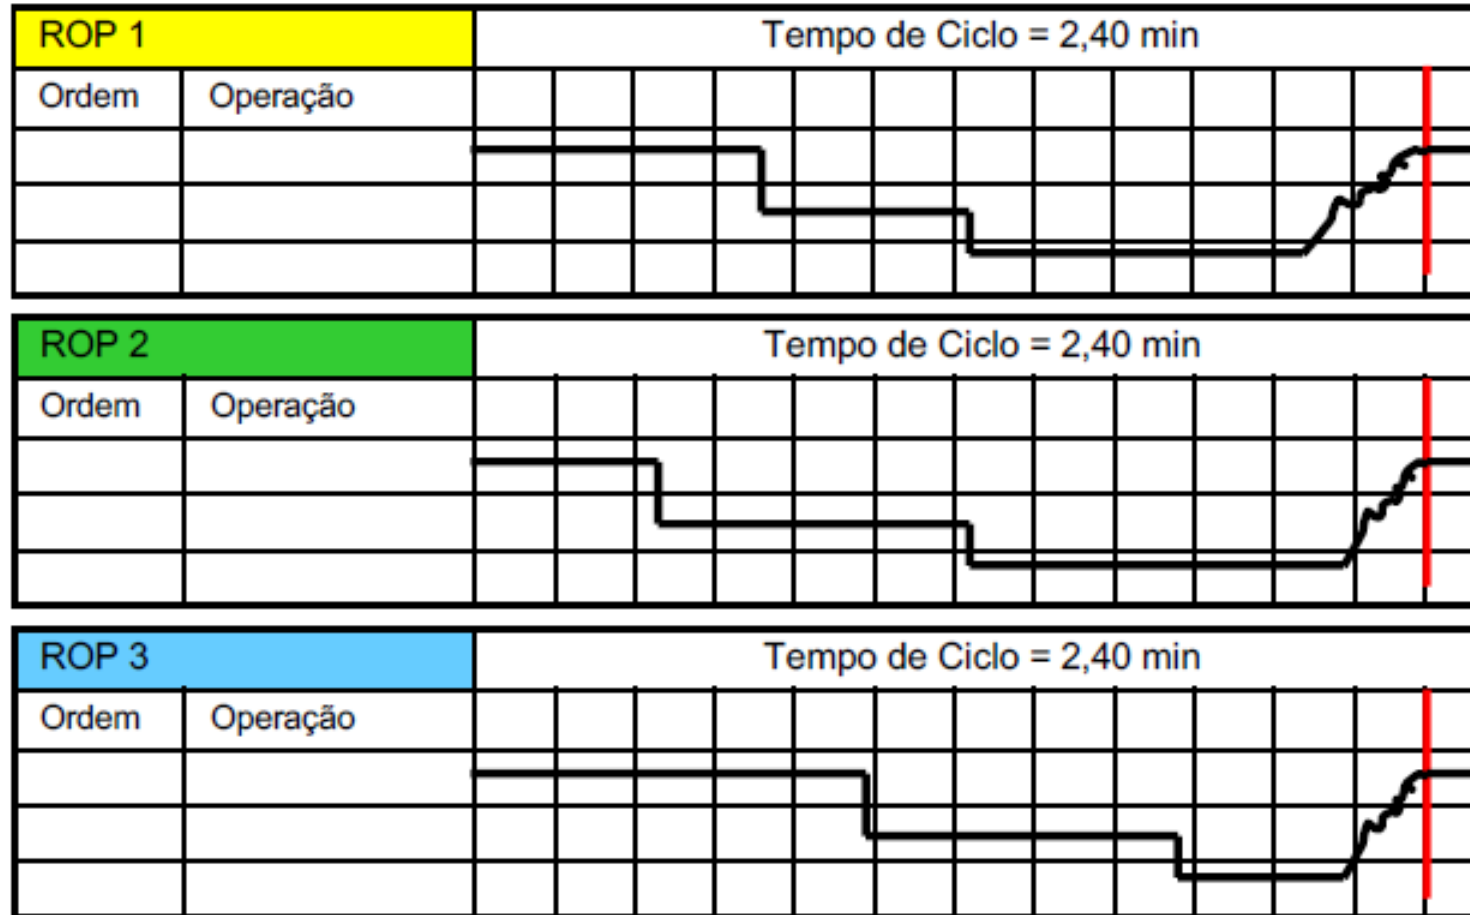 ROP 1 Tempo de Ciclo = 2,40 min
Ordem Operação
ROP 2 Tempo de Ciclo = 2,40 min
Ordem Operação
ROP 3 Tempo de Ciclo = 2,40 min
Ordem Operação